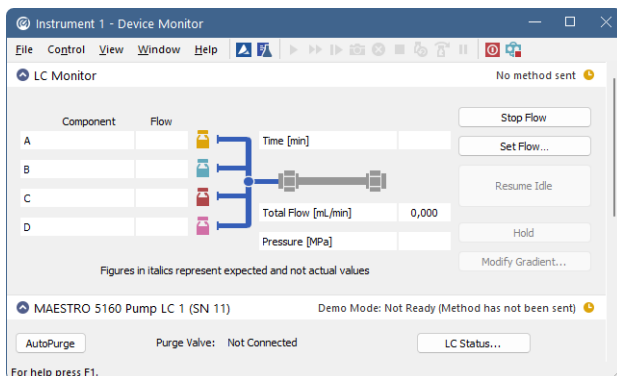 Instrument 1 - Device Monitor
File Control View Window Help
LC Monitor No method sent
Component Flow
Stop Flow
A Time [min]
Set Flow...
B
Resume Idle
C
Total Flow [mL/min] 0,000
D
Hold
Pressure [MPa]
Modify Gradient...
Figures in italics represent expected and not actual values
MAESTRO 5160 Pump LC 1 (SN 11) Demo Mode: Not Ready (Method has not been sent)
AutoPurge Purge Valve: Not Connected LC Status...
For help press F1.